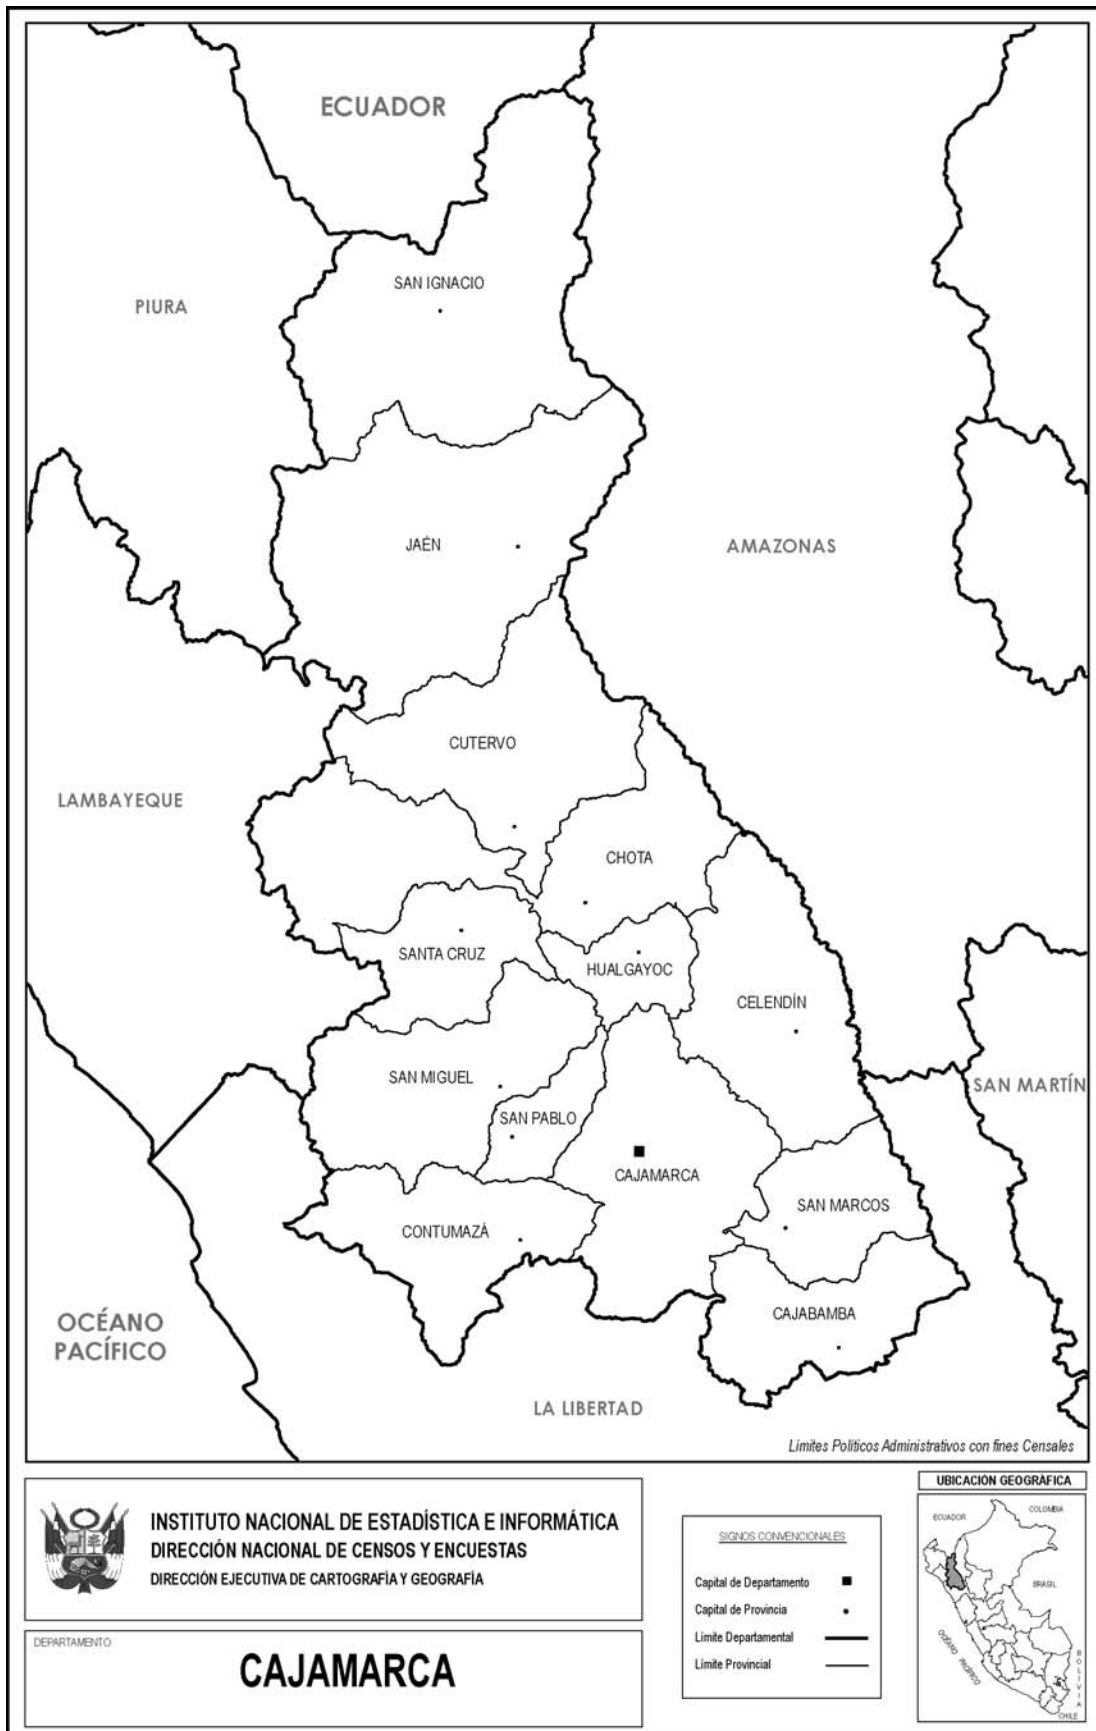 ECUADOR
SAN IGNACIO
PIURA
JAÉN
AMAZONAS
CUTERVO
LAMBAYEQUE
CHOTA
SANTA CRUZ
HUALGAYOC
CELENDÍN
SAN MIGUEL
SAN MARTÍN
SAN PABLO
CAJAMARCA
SAN MARCOS
CONTUMAZÁ
CAJABAMBA
OCÉANO
PACÍFICO
LA LIBERTAD
Límites Políticos Administrativos con fines Censales
INSTITUTO NACIONAL DE ESTADÍSTICA E INFORMÁTICA
DIRECCIÓN NACIONAL DE CENSOS Y ENCUESTAS
DIRECCIÓN EJECUTIVA DE CARTOGRAFÍA Y GEOGRAFÍA
DEPARTAMENTO
CAJAMARCA
SIGNOS CONVENCIONALES
Capital de Departamento
Capital de Provincia
Límite Departamental
Límite Provincial
UBICACIÓN GEOGRÁFICA
COLOMBIA
ECUADOR
BRASIL
OCÉANO PACÍFICO
BOLIVIA
CHILE